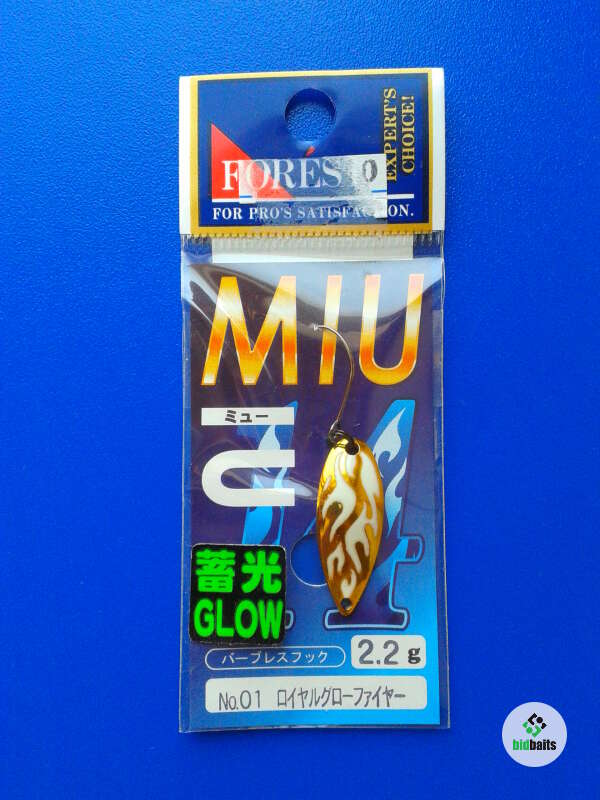 FORES 0
FOR PRO'S SATISFACTION.
EXPERT'S
CHOICE!
MIU
ミュー
蓄光
GLOW
バーブレスフック
2.2g
No.01 ロイヤルグローファイヤー
bidbaits